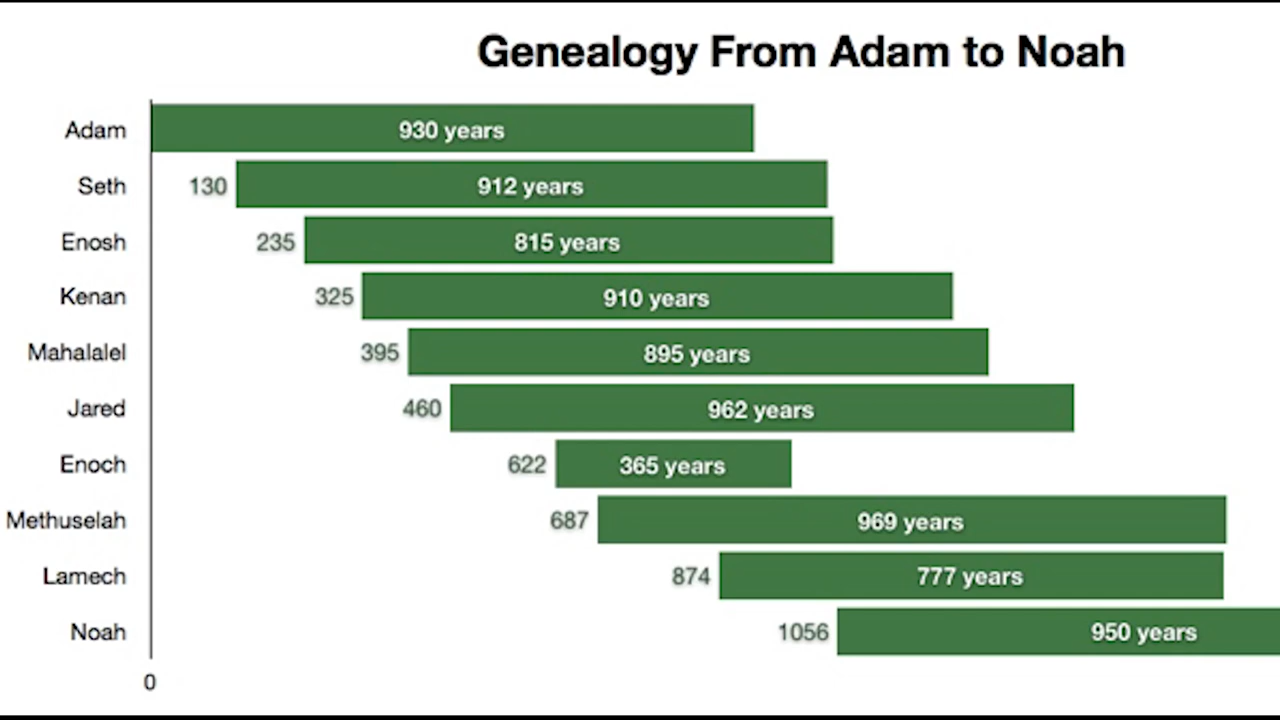 Genealogy From Adam to Noah
Adam 930 years
Seth 130 912 years
Enosh 235 815 years
Kenan 325 910 years
Mahalalel 395 895 years
Jared 460 962 years
Enoch 622 365 years
Methuselah 687 969 years
Lamech 874 777 years
Noah 1056 950 years
0